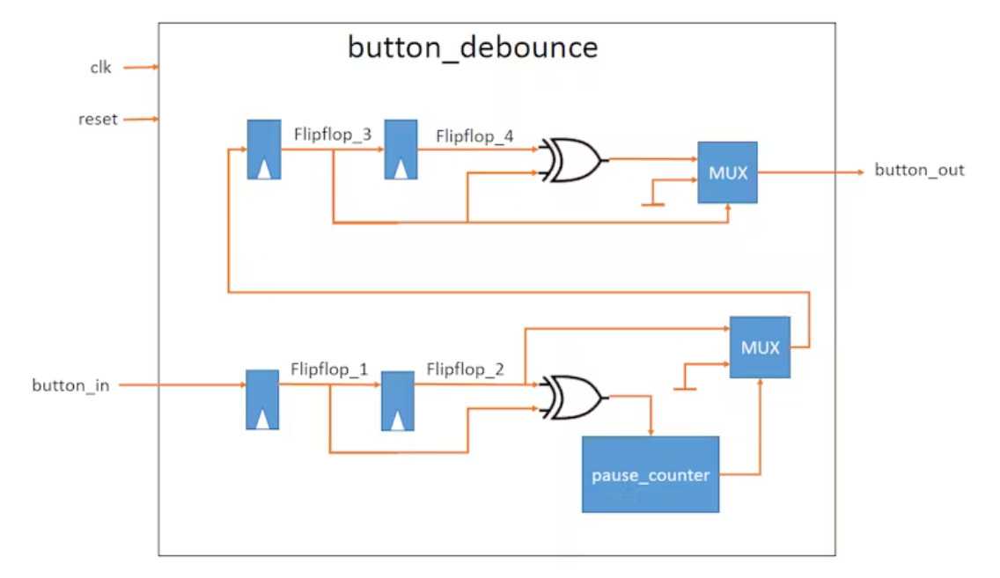 button_debounce
clk
reset
Flipflop_3
Flipflop_4
MUX
button_out
MUX
Flipflop_1
Flipflop_2
button_in
pause_counter